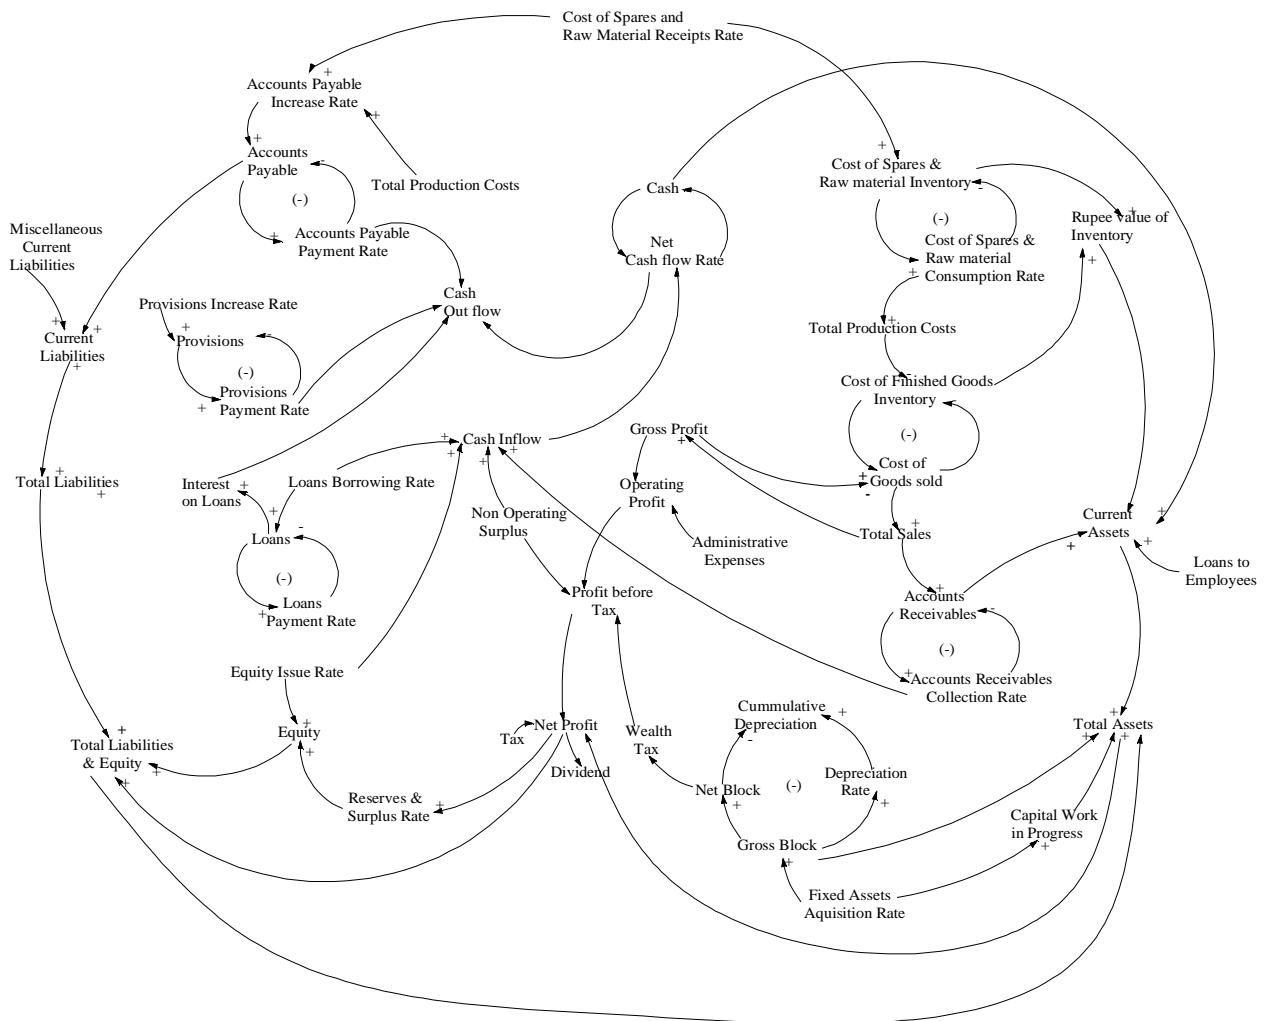 Cost of Spares and
Raw Material Receipts Rate
+
Accounts Payable
Increase Rate
+
+
Accounts
Payable
-
Total Production Costs
(-)
+
Accounts Payable
Payment Rate
Miscellaneous
Current
Liabilities
+
+
Current
Liabilities
+
Provisions Increase Rate
+
Provisions
-
(-)
Provisions
Payment Rate
+
Cash
Out flow
Cash
Net
Cash flow Rate
+
Cost of Spares &
Raw material Inventory
-
(-)
Cost of Spares &
Raw material
Consumption Rate
+
Rupee value of
Inventory
+
+
+
Total Production Costs
-
Cost of Finished Goods
Inventory
-
(-)
Cost of
Goods sold
+
-
Gross Profit
+
Operating
Profit
Administrative
Expenses
+
Total Sales
+
+
+
+
Cash Inflow
+
Total Liabilities
+
+
Interest
on Loans
+
Loans Borrowing Rate
+
Loans
-
(-)
Loans
Payment Rate
+
Non Operating
Surplus
Current
Assets
+
+
+
Loans to
Employees
Profit before
Tax
+
Accounts
Receivables
-
(-)
+
Accounts Receivables
Collection Rate
Equity Issue Rate
+
Equity
+
+
Total Liabilities
& Equity
+
+
Tax
Net Profit
Dividend
Reserves &
Surplus Rate
+
Wealth
Tax
Cummulative
Depreciation
+
-
Depreciation
Rate
+
Net Block
+
(-)
Gross Block
+
Fixed Assets
Aquisition Rate
+
Total Assets
+
+
Capital Work
in Progress
+